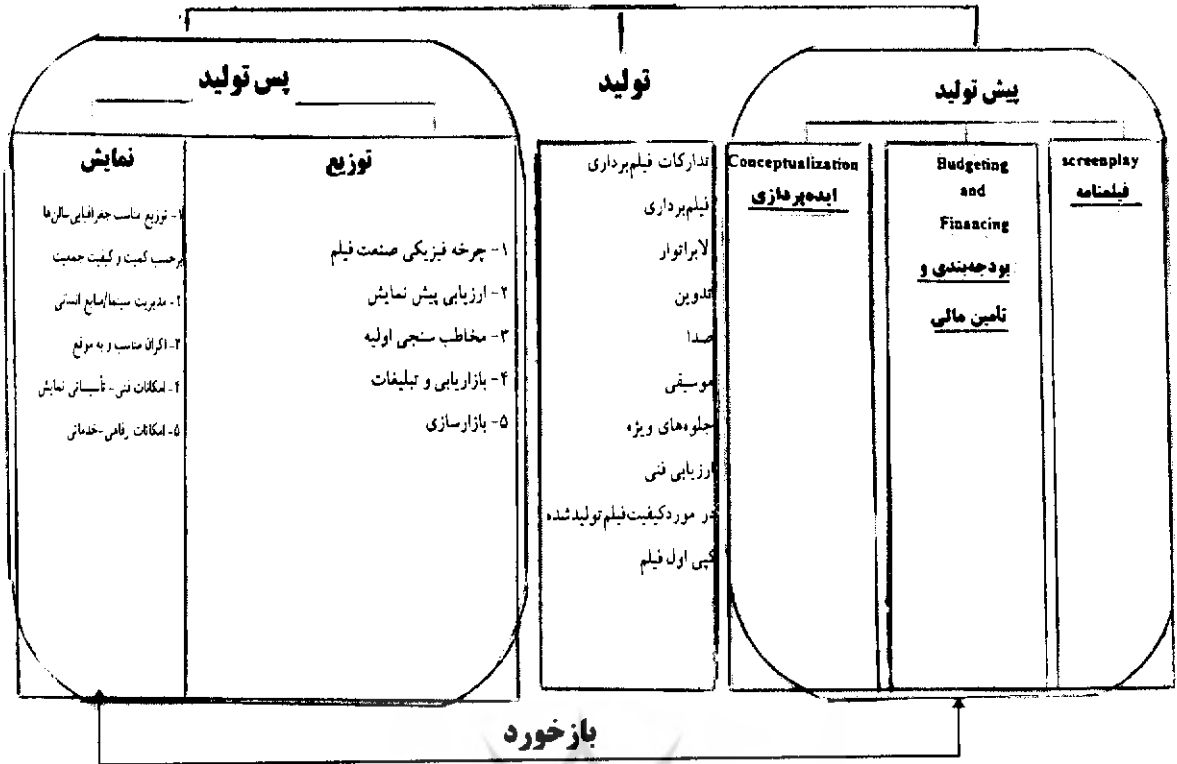 پیش تولید
screenplay
فیلمنامه
Budgeting
and
Financing
بودجه‌بندی و
تأمین مالی
Conceptualization
ایده‌پردازی
تولید
تدارکات فیلم‌برداری
فیلم‌برداری
لابراتوار
تدوین
صدا
موسیقی
جلوه‌های ویژه
ارزیابی فنی
در مورد کیفیت فیلم تولید شده
کپی اول فیلم
پس تولید
توزیع
۱- چرخه فیزیکی صنعت فیلم
۲- ارزیابی پیش نمایش
۳- مخاطب سنجی اولیه
۴- بازاریابی و تبلیغات
۵- بازارسازی
نمایش
۱- توزیع مناسب جغرافیایی سالن‌ها
برحسب کمیت و کیفیت جمعیت
۲- مدیریت سینما/منابع انسانی
۳- اکران مناسب و به موقع
۴- امکانات فنی - تأسیساتی نمایش
۵- امکانات رفاهی-خدماتی
بازخورد